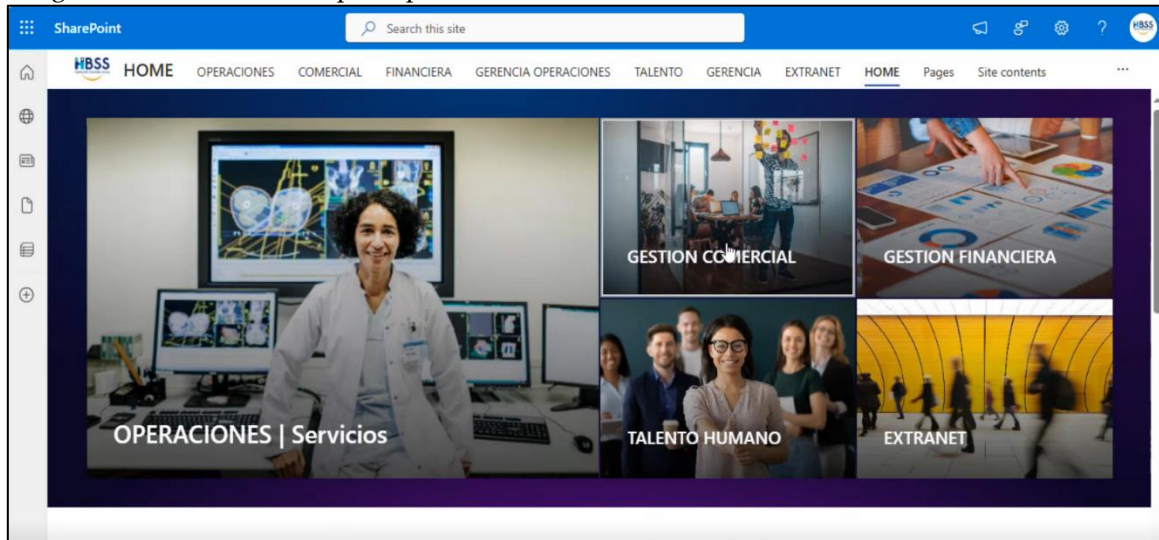 SharePoint
Search this site
?
HBSS
HBSS
HOME
OPERACIONES
COMERCIAL
FINANCIERA
GERENCIA OPERACIONES
TALENTO
GERENCIA
EXTRANET
HOME
Pages
Site contents
...
OPERACIONES | Servicios
GESTION COMERCIAL
GESTION FINANCIERA
TALENTO HUMANO
EXTRANET